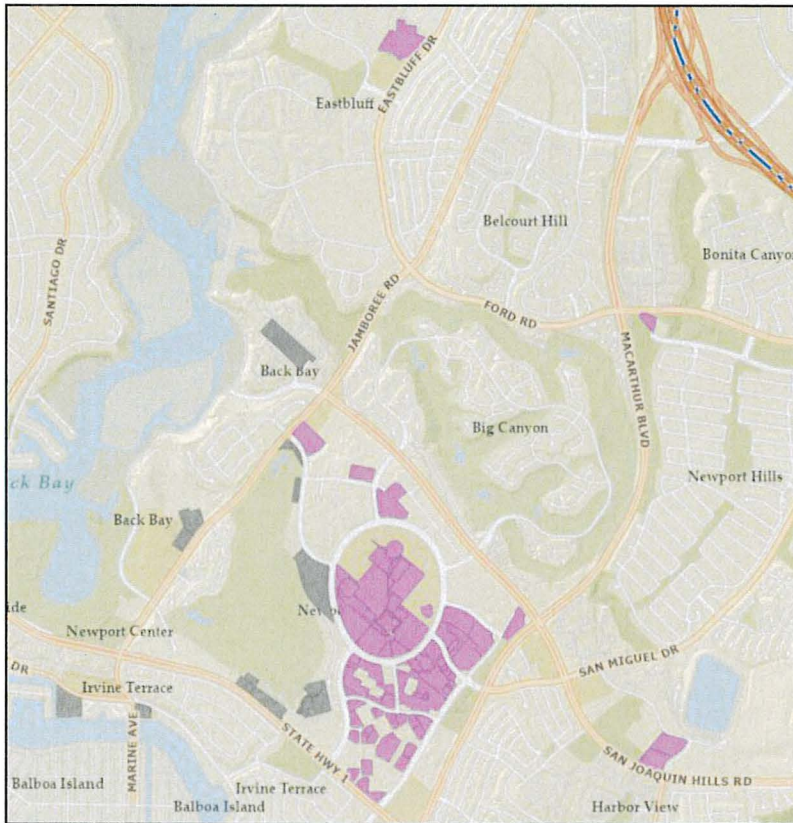 EASTBLUFF DR
Eastbluff
Belcourt Hill
Bonita Canyon
SANTIAGO DR
JAMBOREE RD
FORD RD
MACARTHUR BLVD
Back Bay
Big Canyon
Newport Hills
ck Bay
Back Bay
ide
Newport Center
DR
Irvine Terrace
SAN MIGUEL DR
MARINE AVE
STATE HWY 1
SAN JOAQUIN HILLS RD
Balboa Island
Irvine Terrace
Balboa Island
Harbor View